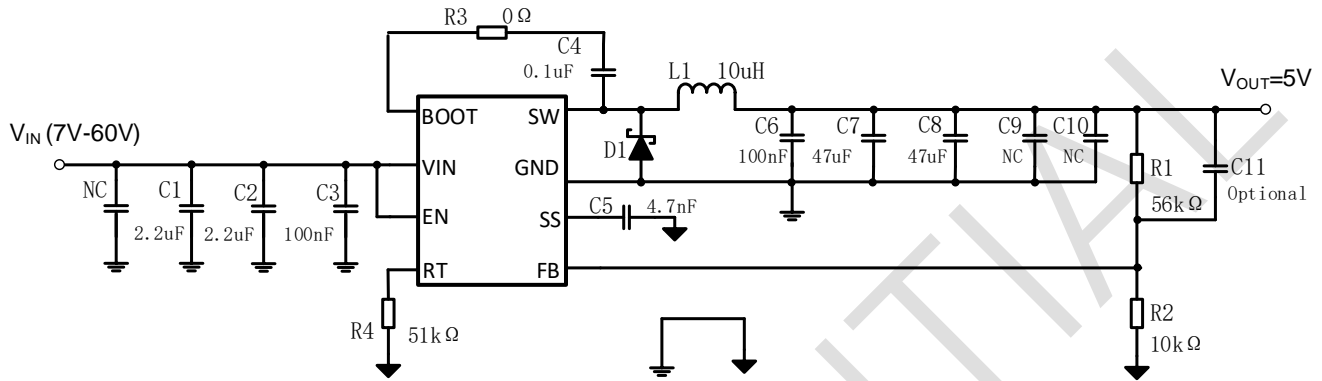 R3 0Ω
C4
0.1uF
L1 10uH
V_OUT=5V
V_IN (7V-60V)
BOOT
SW
VIN
GND
EN
SS
RT
FB
D1
NC
C1
2.2uF
C2
2.2uF
C3
100nF
C5 4.7nF
C6
100nF
C7
47uF
C8
47uF
C9
NC
C10
NC
R1
56kΩ
C11
Optional
R4 51kΩ
R2
10kΩ